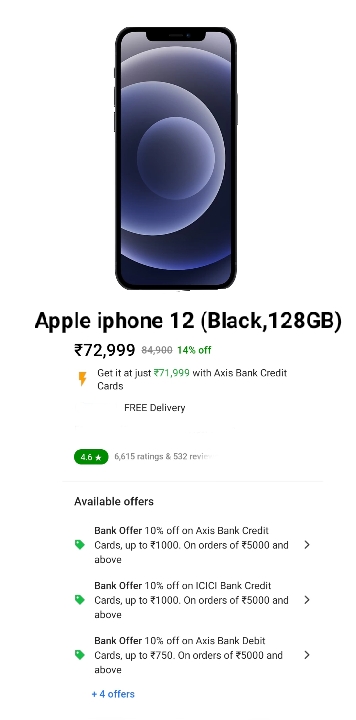 Apple iphone 12 (Black,128GB)
₹72,999 84,900 14% off
Get it at just ₹71,999 with Axis Bank Credit
Cards
FREE Delivery
4.6 ★ 6,615 ratings & 532
Available offers
Bank Offer 10% off on Axis Bank Credit
Cards, up to ₹1000. On orders of ₹5000 and
above
Bank Offer 10% off on ICICI Bank Credit
Cards, up to ₹1000. On orders of ₹5000 and
above
Bank Offer 10% off on Axis Bank Debit
Cards, up to ₹750. On orders of ₹5000 and
above
+ 4 offers